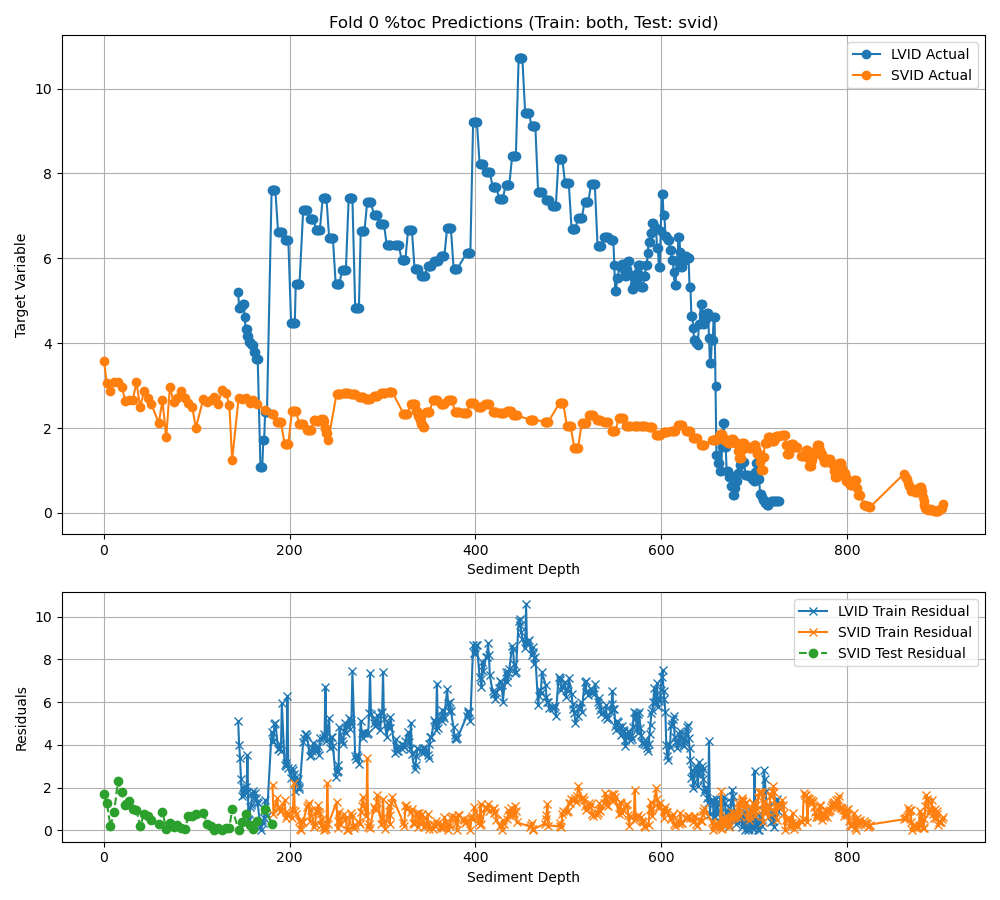 Fold 0 %toc Predictions (Train: both, Test: svid)
LVID Actual
SVID Actual
Target Variable
10
8
6
4
2
0
0 200 400 600 800
Sediment Depth
LVID Train Residual
SVID Train Residual
SVID Test Residual
Residuals
10
8
6
4
2
0
0 200 400 600 800
Sediment Depth